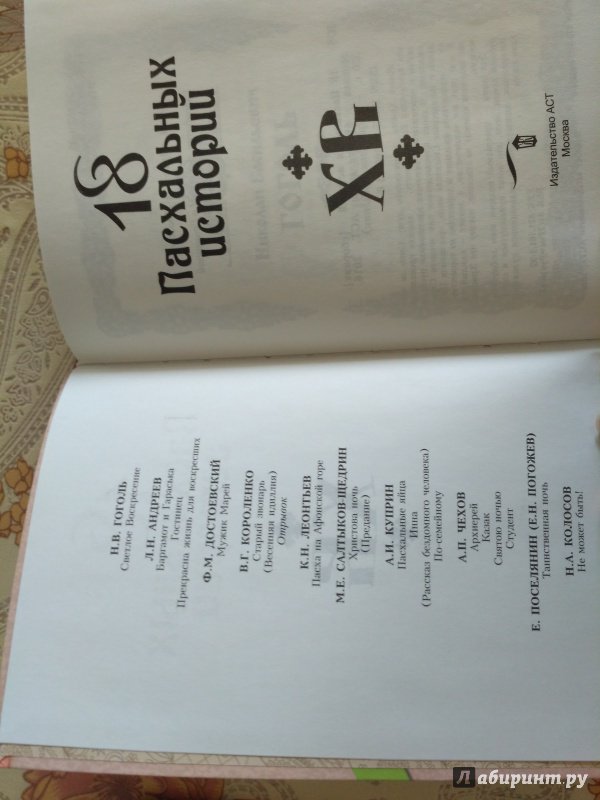 Н.В. ГОГОЛЬ
Светлое Воскресение
Л.Н. АНДРЕЕВ
Баргамот и Гараська
Гостинец
Прекрасна жизнь для воскресших
Ф.М. ДОСТОЕВСКИЙ
Мужик Марей
В.Г. КОРОЛЕНКО
Старый звонарь
(Весенняя идиллия)
Отрывок
К.Н. ЛЕОНТЬЕВ
Пасха на Афонской горе
М.Е. САЛТЫКОВ-ЩЕДРИН
Христова ночь
(Предание)
А.И. КУПРИН
Пасхальные яйца
Инна
(Рассказ бездомного человека)
По-семейному
А.П. ЧЕХОВ
Архиерей
Казак
Святою ночью
Студент
Е. ПОСЕЛЯНИН (Е.Н. ПОГОЖЕВ)
Таинственная ночь
Н.А. КОЛОСОВ
Не может быть!
18
Пасхальных
историй
ХВ
Издательство АСТ
Москва
Лабиринт.ру